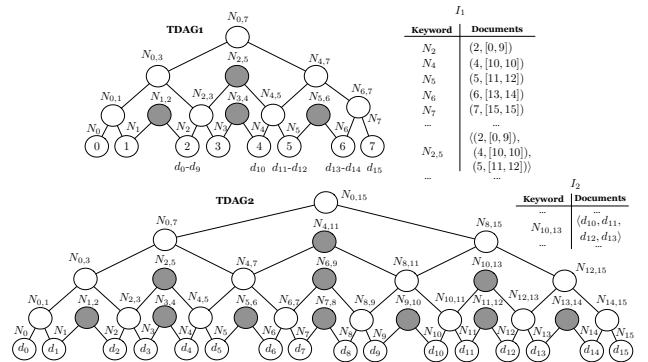 I1
TDAG1
N0,7
Keyword Documents
N2 (2, [0, 9])
N4 (4, [10, 10])
N5 (5, [11, 12])
N6 (6, [13, 14])
N7 (7, [15, 15])
... ...
N2,5 ⟨(2, [0, 9]),
(4, [10, 10]),
(5, [11, 12])⟩
... ...
N0,3 N2,5 N4,7
N0,1 N1,2 N2,3 N3,4 N4,5 N5,6 N6,7
N0 N1 N2 N3 N4 N5 N6 N7
0 1 2 3 4 5 6 7
d0-d9 d10 d11-d12 d13-d14 d15
I2
TDAG2
N0,15
Keyword Documents
... ...
N10,13 ⟨d10, d11,
d12, d13⟩
... ...
N0,7 N4,11 N8,15
N0,3 N2,5 N4,7 N6,9 N8,11 N10,13 N12,15
N0,1 N1,2 N2,3 N3,4 N4,5 N5,6 N6,7 N7,8 N8,9 N9,10 N10,11 N11,12 N12,13 N13,14 N14,15
N0 N1 N2 N3 N4 N5 N6 N7 N8 N9 N10 N11 N12 N13 N14 N15
d0 d1 d2 d3 d4 d5 d6 d7 d8 d9 d10 d11 d12 d13 d14 d15